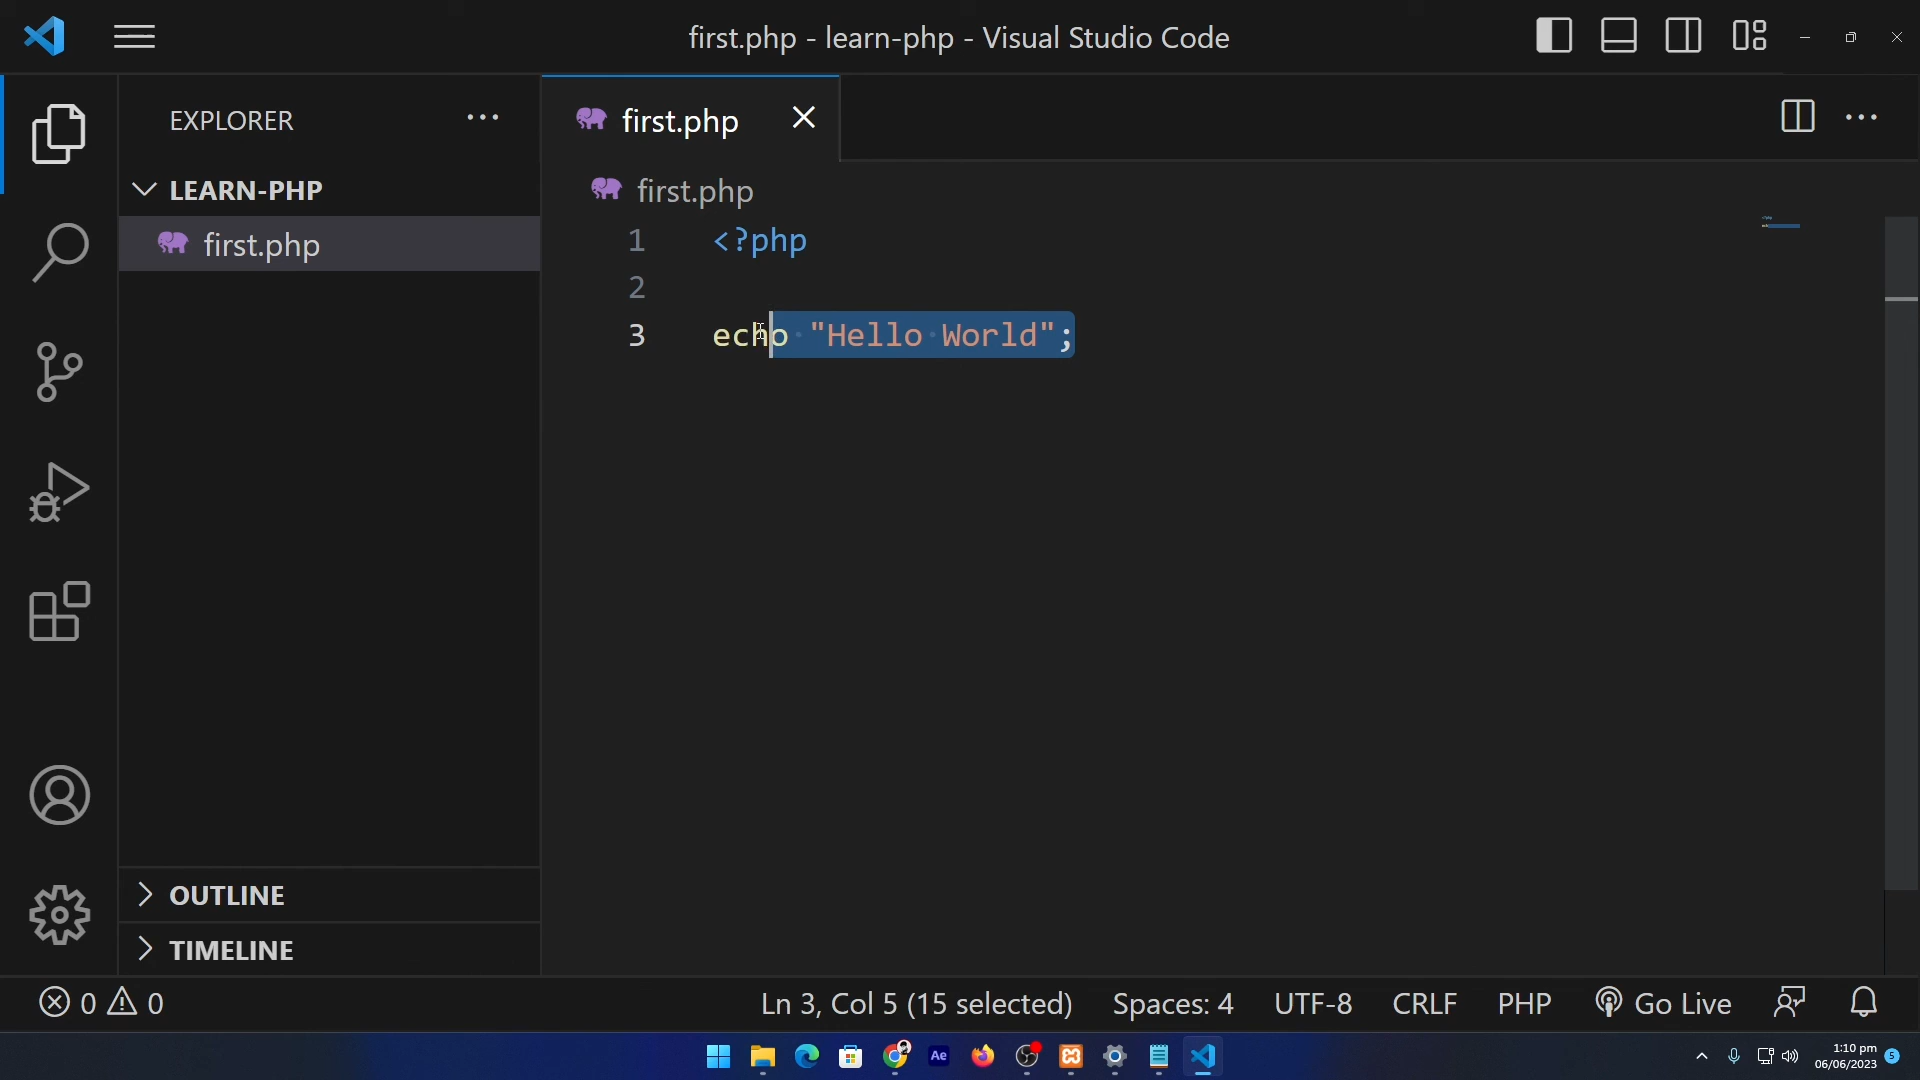 first.php - learn-php - Visual Studio Code
EXPLORER
first.php
LEARN-PHP
first.php
first.php
1 <?php
2
3 echo "Hello World";
OUTLINE
TIMELINE
0 0
Ln 3, Col 5 (15 selected)
Spaces: 4
UTF-8
CRLF
PHP
Go Live
Ae
1:10 pm
06/06/2023
5